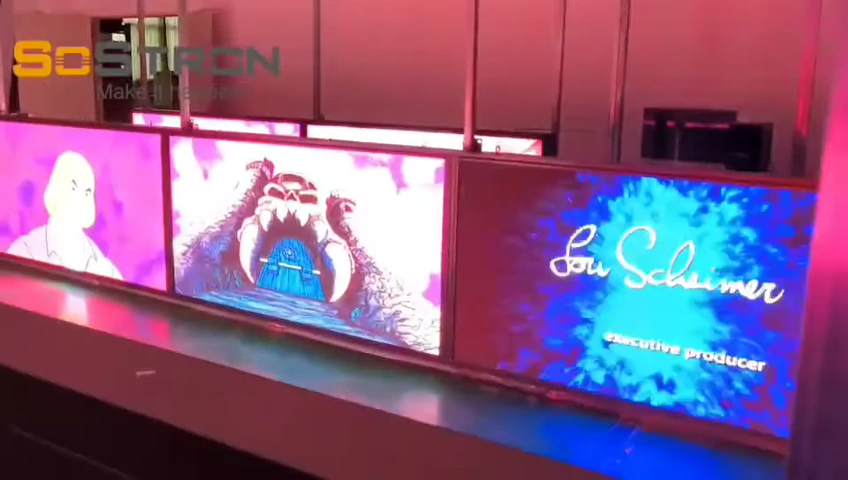 SoSTRON
Make it happen
Lou Scheimer
executive producer